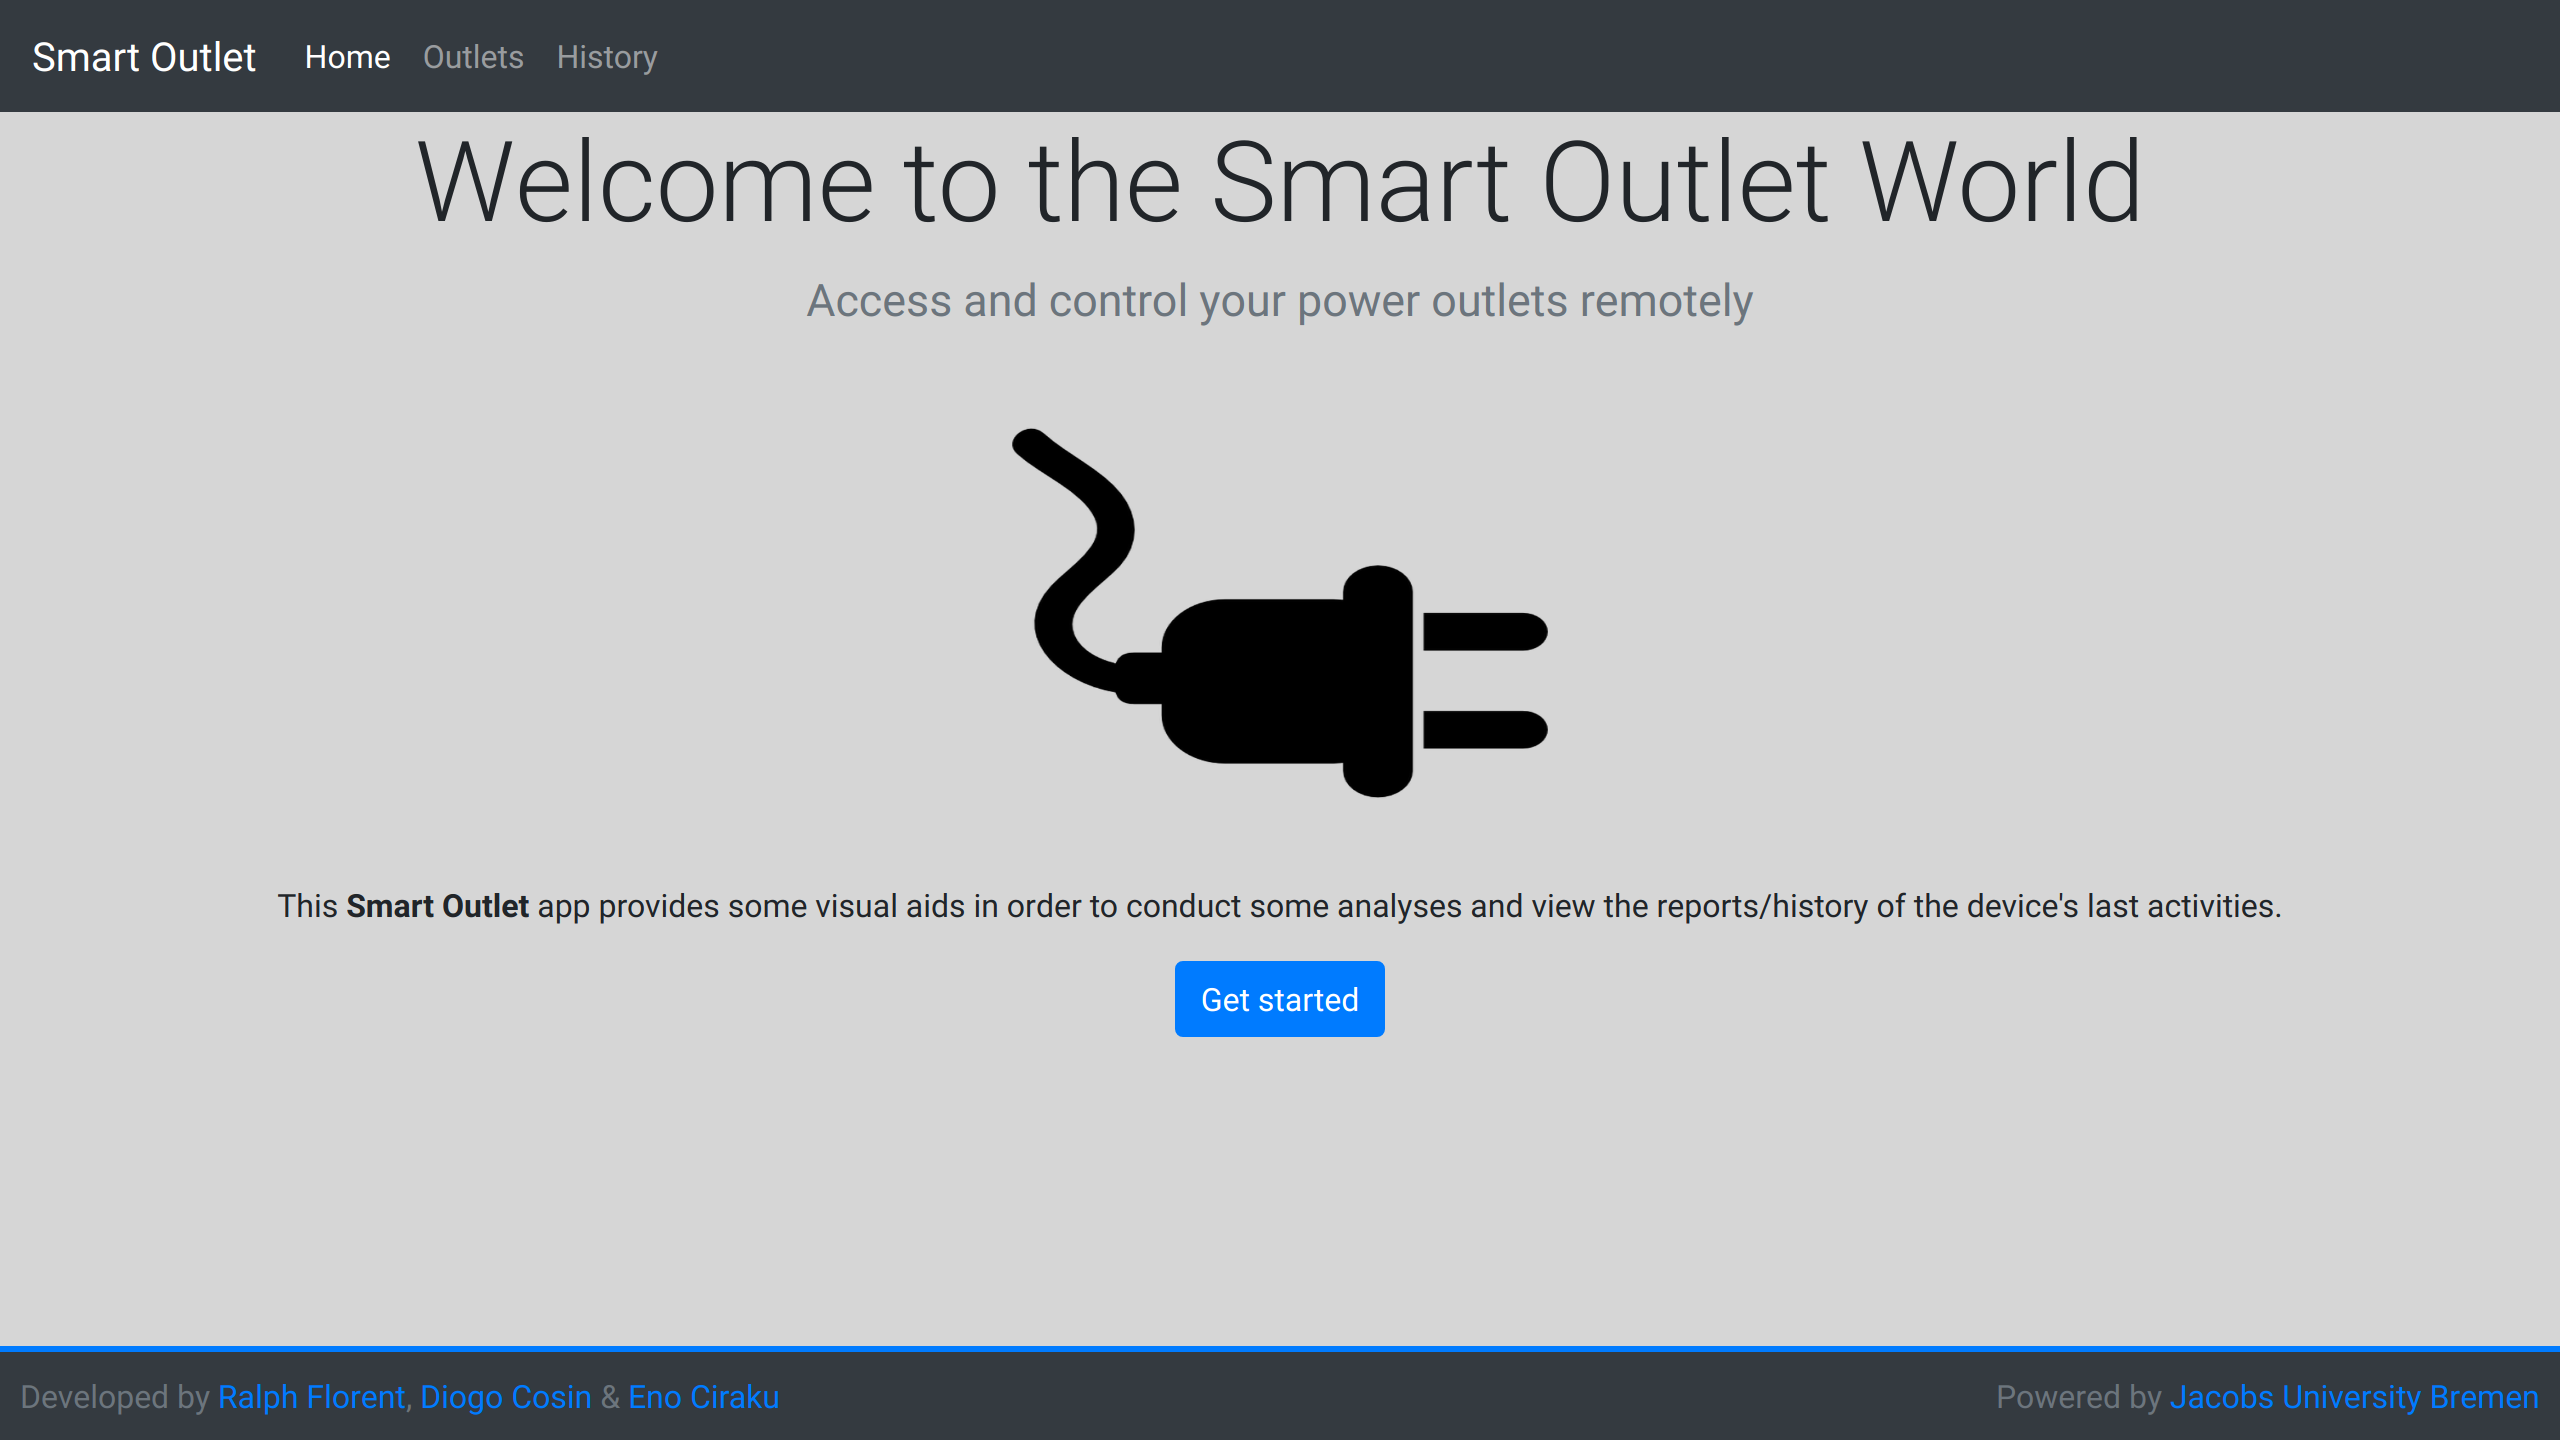 Smart Outlet Home Outlets History
Welcome to the Smart Outlet World
Access and control your power outlets remotely
This Smart Outlet app provides some visual aids in order to conduct some analyses and view the reports/history of the device's last activities.
Get started
Developed by Ralph Florent, Diogo Cosin & Eno Ciraku
Powered by Jacobs University Bremen